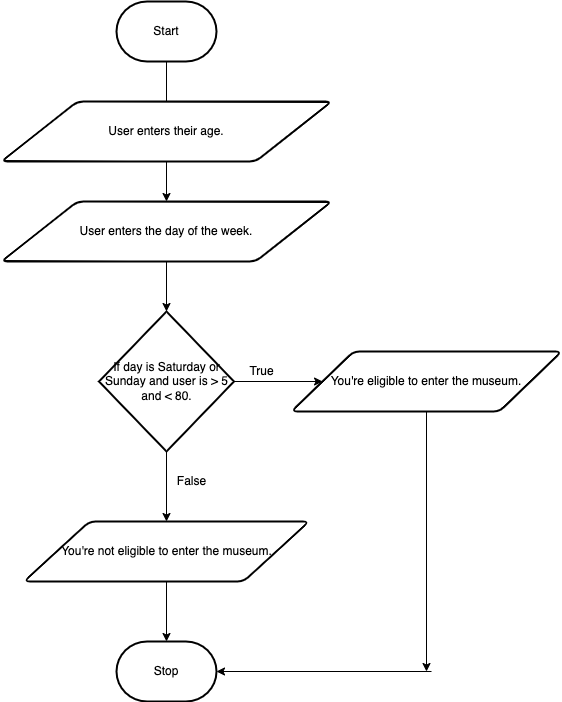 Start
User enters their age.
User enters the day of the week.
If day is Saturday or
Sunday and user is > 5
and < 80.
True
You're eligible to enter the museum.
False
You're not eligible to enter the museum.
Stop